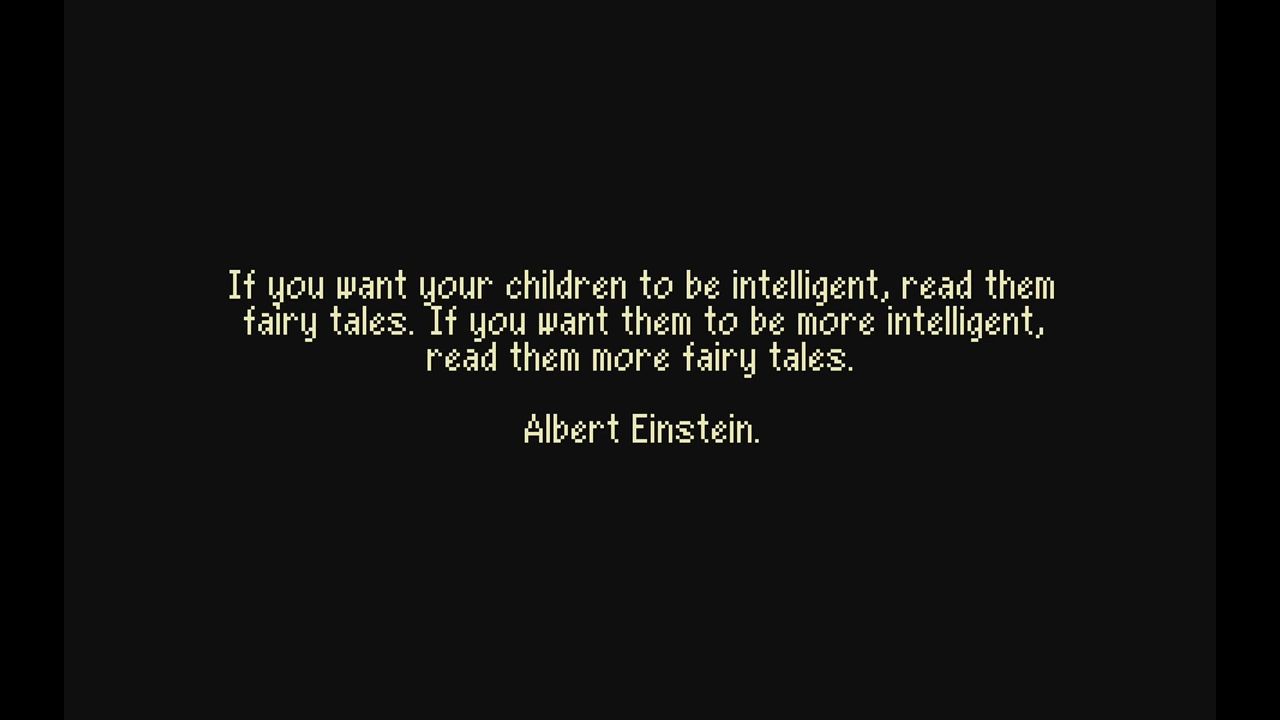 If you want your children to be intelligent, read them
fairy tales. If you want them to be more intelligent,
read them more fairy tales.
Albert Einstein.